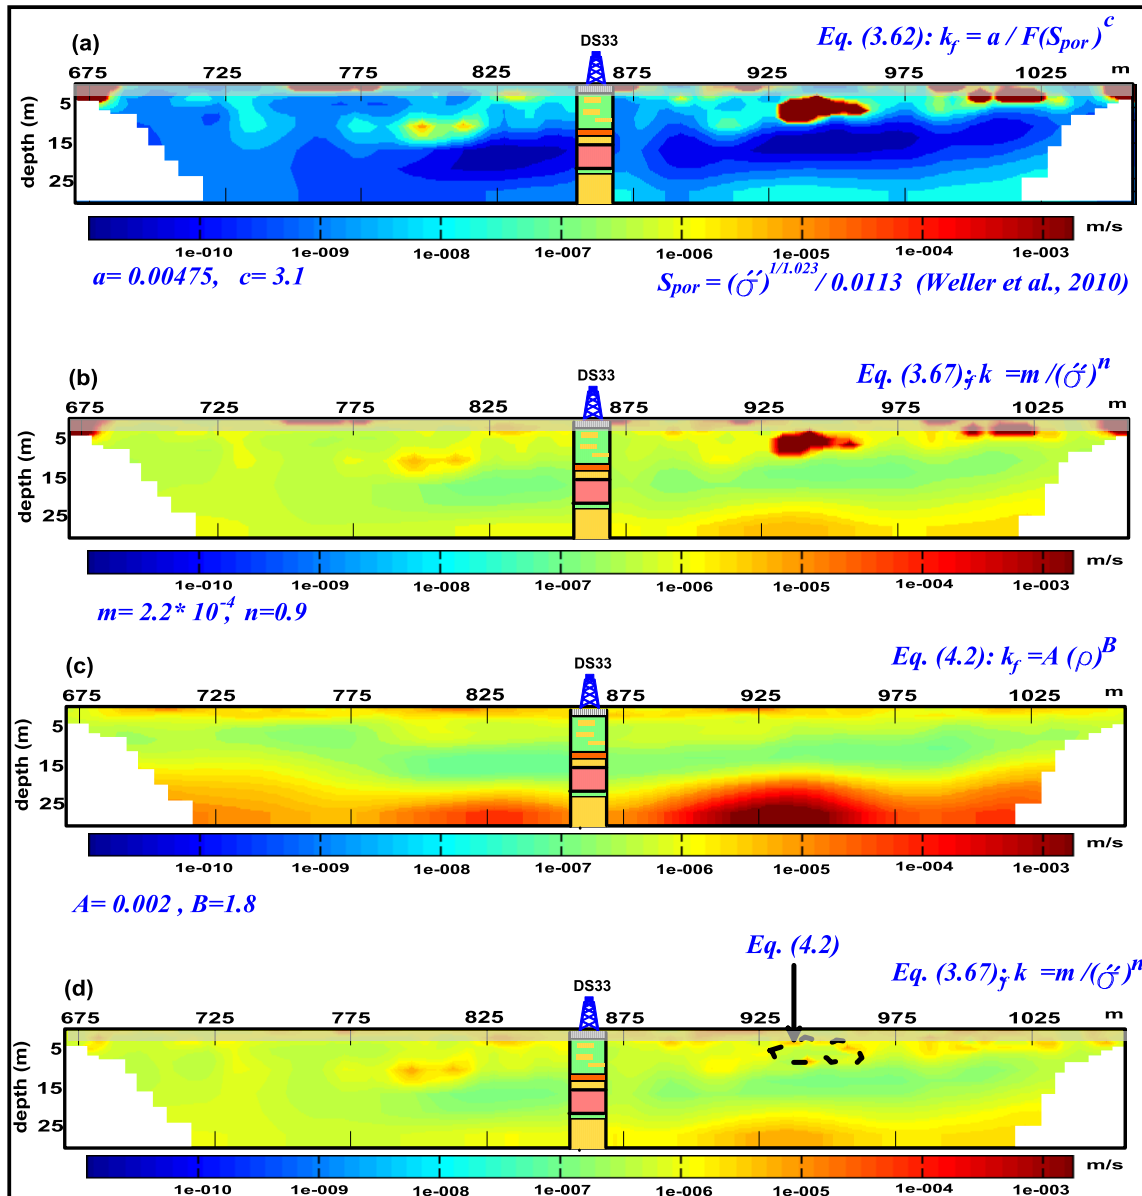 (a) DS33 Eq. (3.62): k_f = a / F(S_por)^c
675 725 775 825 875 925 975 1025 m
5
15
25
depth (m)
1e-010 1e-009 1e-008 1e-007 1e-006 1e-005 1e-004 1e-003 m/s
a= 0.00475, c= 3.1 S_por = (σ́́)^1/1.023 / 0.0113 (Weller et al., 2010)
(b) DS33 Eq. (3.67): k_f =m /(σ́́)^n
675 725 775 825 875 925 975 1025 m
5
15
25
depth (m)
1e-010 1e-009 1e-008 1e-007 1e-006 1e-005 1e-004 1e-003 m/s
m= 2.2* 10^-4, n=0.9
(c) DS33 Eq. (4.2): k_f =A (ρ)^B
675 725 775 825 875 925 975 1025 m
5
15
25
depth (m)
1e-010 1e-009 1e-008 1e-007 1e-006 1e-005 1e-004 1e-003 m/s
A= 0.002 , B=1.8
Eq. (4.2)
(d) DS33 Eq. (3.67): k_f =m /(σ́́)^n
675 725 775 825 875 925 975 1025 m
5
15
25
depth (m)
1e-010 1e-009 1e-008 1e-007 1e-006 1e-005 1e-004 1e-003 m/s